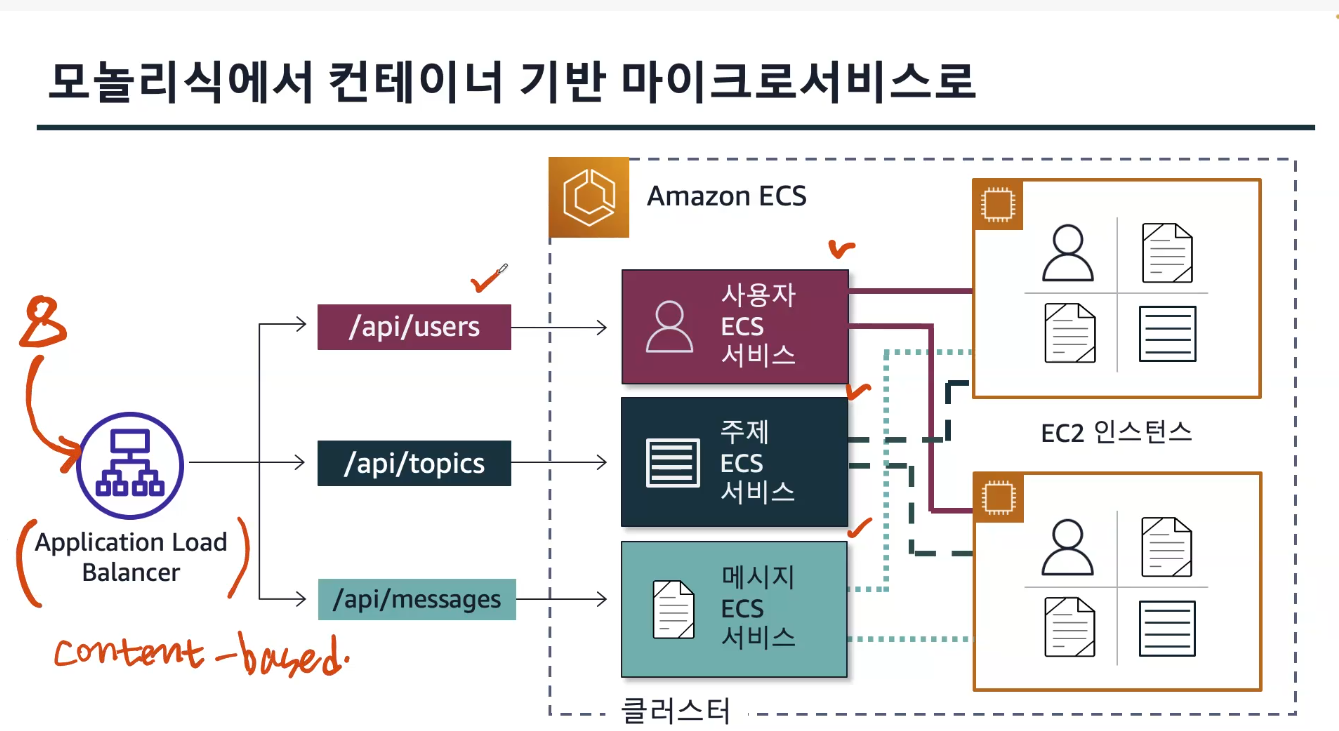 모놀리식에서 컨테이너 기반 마이크로서비스로
Amazon ECS
/api/users
사용자
ECS
서비스
/api/topics
주제
ECS
서비스
EC2 인스턴스
Application Load
Balancer
/api/messages
메시지
ECS
서비스
content-based.
클러스터